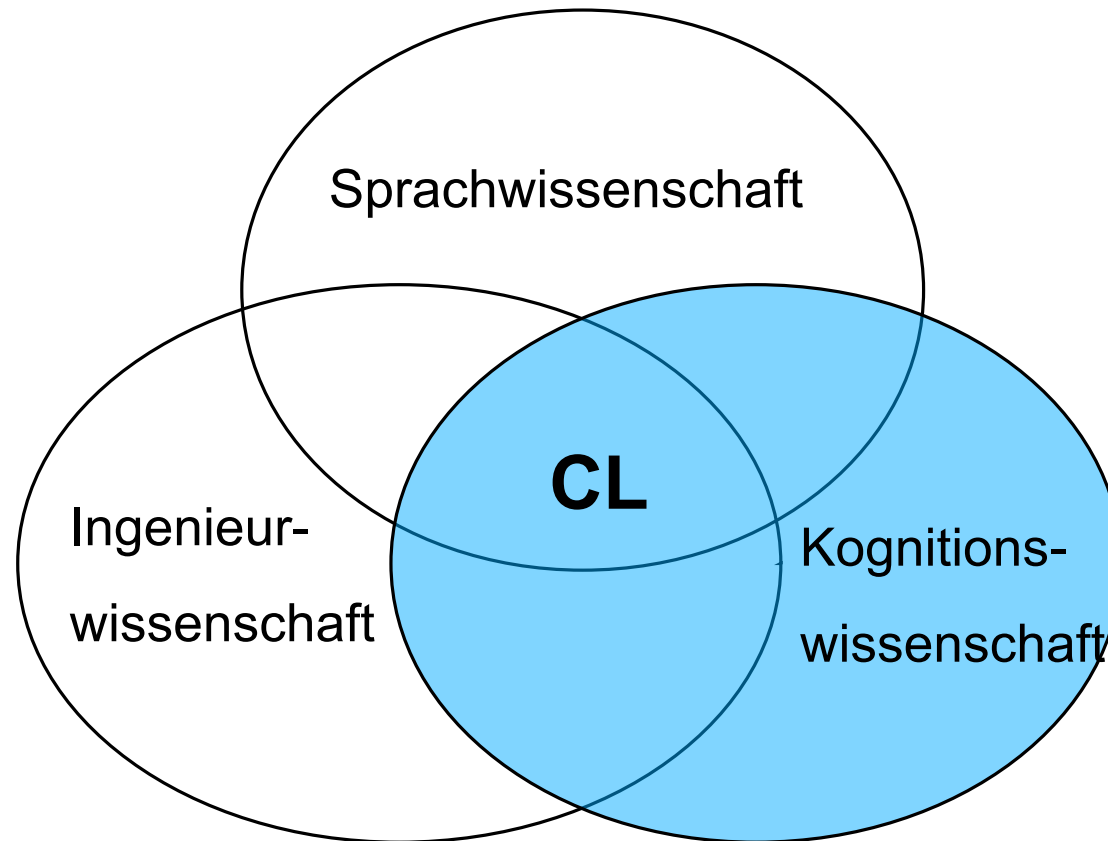 Sprachwissenschaft
CL
Ingenieur-
wissenschaft
Kognitions-
wissenschaft